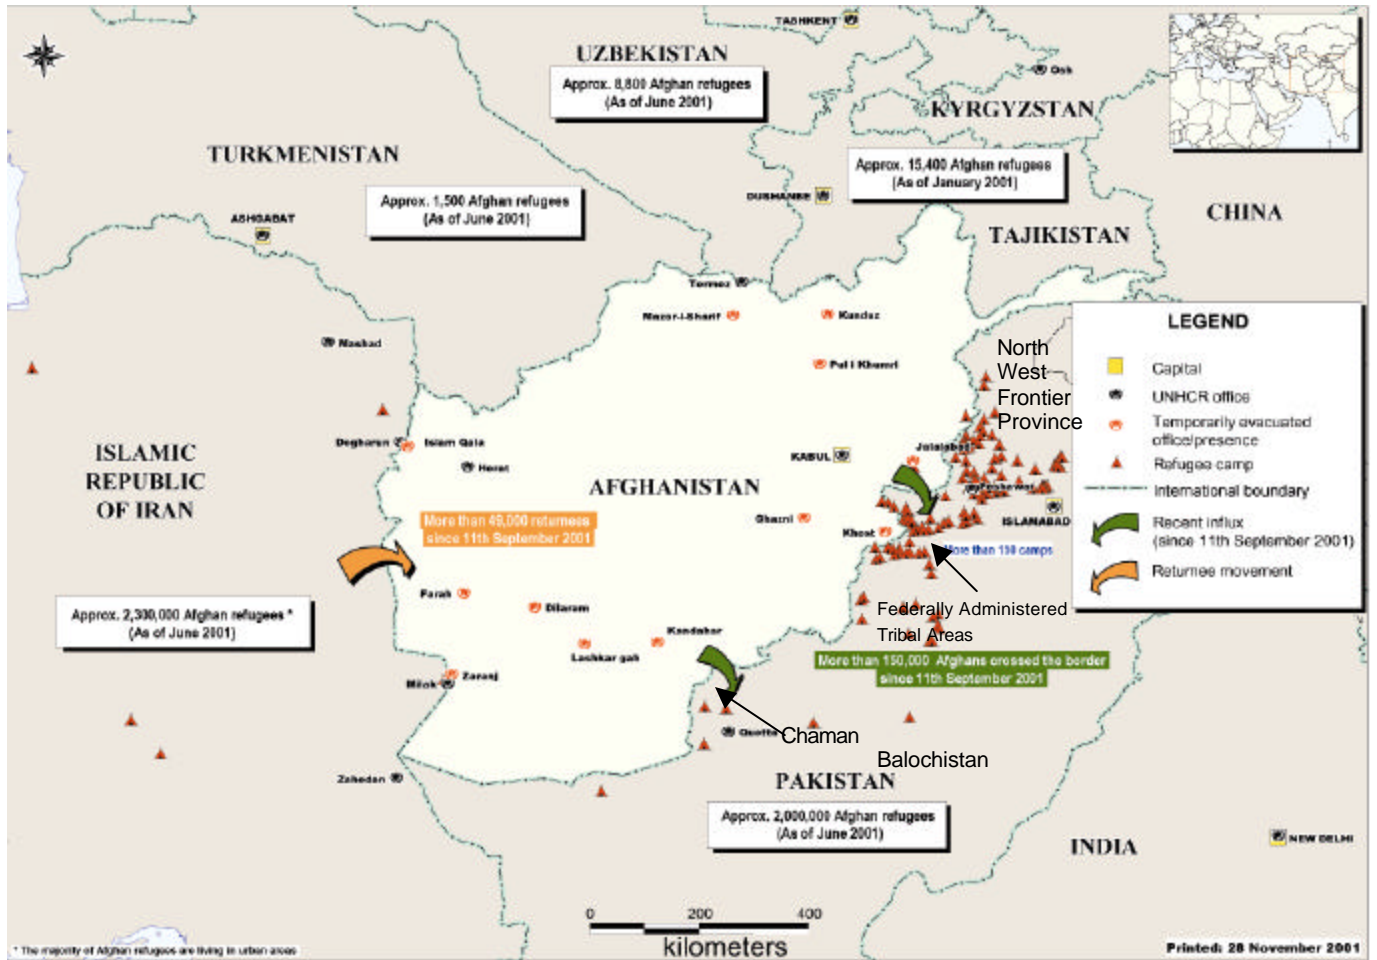 TASHKENT
UZBEKISTAN
Approx. 8,800 Afghan refugees
(As of June 2001)
Osh
KYRGYZSTAN
TURKMENISTAN
Approx. 15,400 Afghan refugees
(As of January 2001)
Approx. 1,500 Afghan refugees
(As of June 2001)
DUSHANBE
CHINA
ASHGABAT
TAJIKISTAN
Termez
Mazar-i-Sharif
Kunduz
LEGEND
Capital
UNHCR office
Temporarily evacuated
office/presence
Refugee camp
International boundary
Recent influx
(since 11th September 2001)
Returnee movement
Mashad
North
West
Frontier
Province
Pul i Khumri
Dogharun
Islam Qala
Herat
KABUL
Jalalabad
Peshawar
ISLAMIC
REPUBLIC
OF IRAN
AFGHANISTAN
Ghazni
Khost
ISLAMABAD
More than 49,000 returnees
since 11th September 2001
More than 100 camps
Approx. 2,300,000 Afghan refugees *
(As of June 2001)
Farah
Dilaram
Federally Administered
Tribal Areas
Lashkar gah
Kandahar
More than 150,000 Afghans crossed the border
since 11th September 2001
Milak
Zaranj
Quetta
Chaman
Balochistan
Zahedan
PAKISTAN
Approx. 2,000,000 Afghan refugees
(As of June 2001)
INDIA
NEW DELHI
0 200 400
kilometers
* The majority of Afghan refugees are living in urban areas
Printed: 28 November 2001